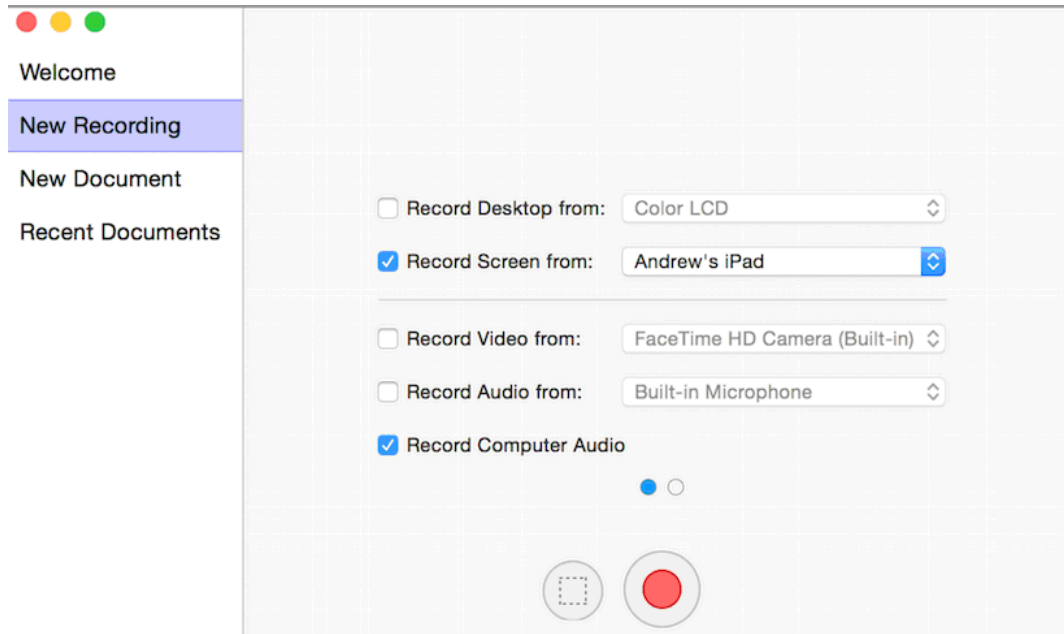 Welcome
New Recording
New Document
Recent Documents
Record Desktop from: Color LCD
Record Screen from: Andrew's iPad
Record Video from: FaceTime HD Camera (Built-in)
Record Audio from: Built-in Microphone
Record Computer Audio